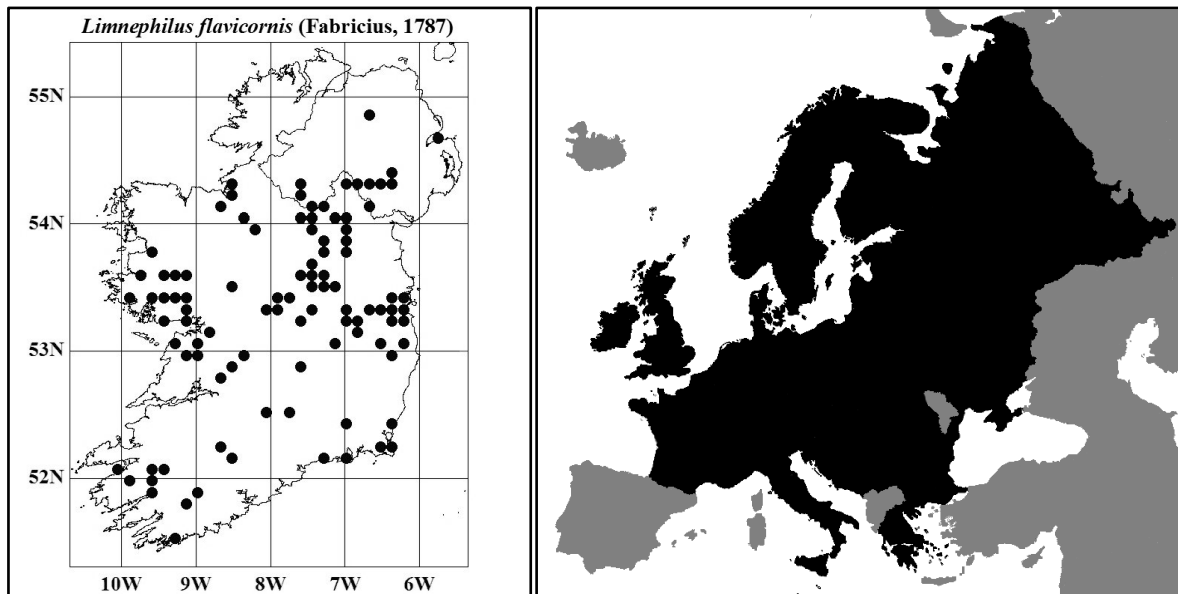 Limnephilus flavicornis (Fabricius, 1787)
55N
54N
53N
52N
10W 9W 8W 7W 6W